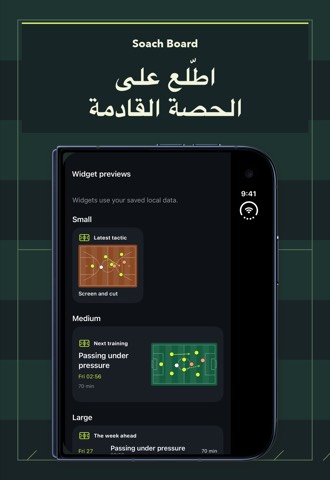 Soach Board
اطّلع على
الحصة القادمة
Widget previews
9:41
Widgets use your saved local data.
Small
Latest tactic
Screen and cut
Medium
Next training
Passing under
pressure
Fri 02:56
70 min
Large
The week ahead
Fri 27
Passing under pressure
70 min